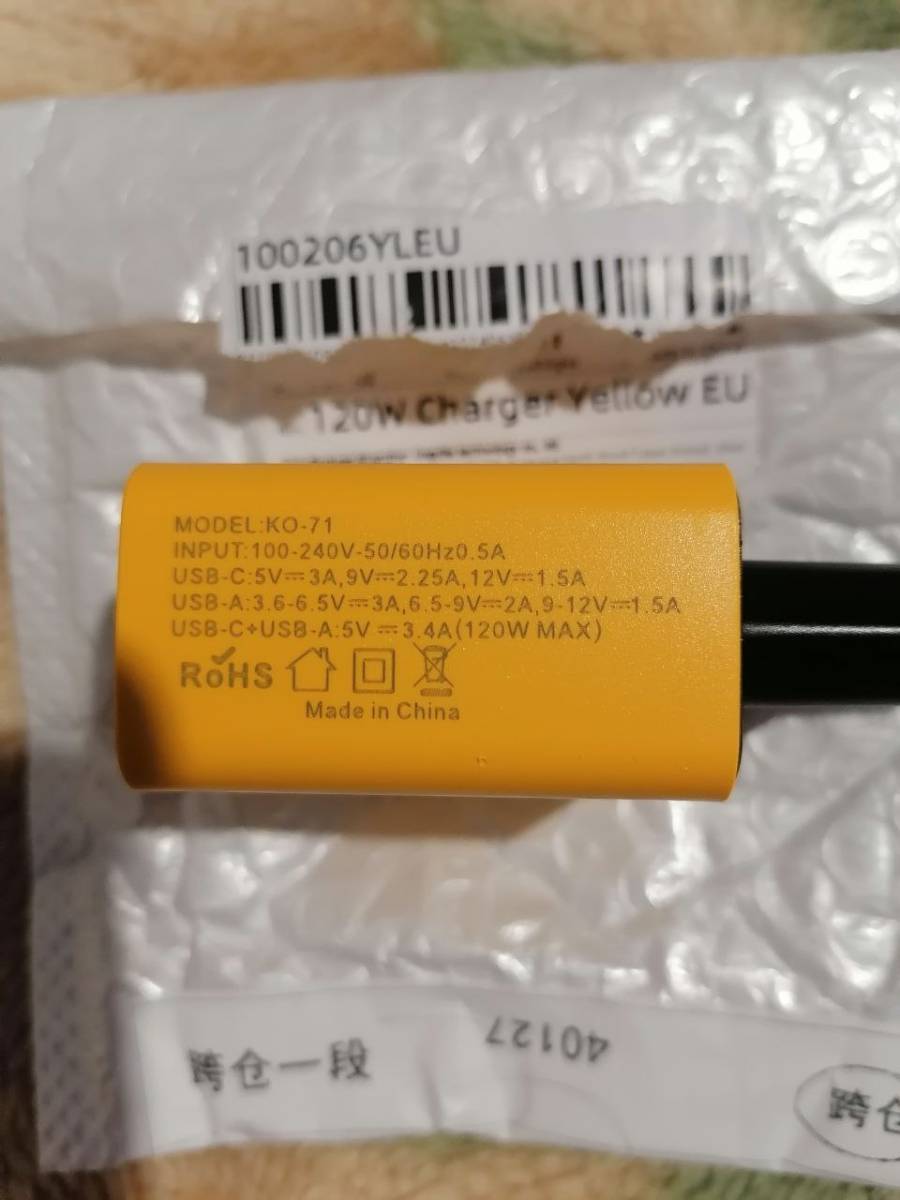 100206YLEU
120W Charger Yellow EU
MODEL:KO-71
INPUT:100-240V-50/60Hz0.5A
USB-C:5V⎓3A,9V⎓2.25A,12V⎓1.5A
USB-A:3.6-6.5V⎓3A,6.5-9V⎓2A,9-12V⎓1.5A
USB-C+USB-A:5V ⎓3.4A(120W MAX)
RoHS
Made in China
40127
跨仓一段
跨仓